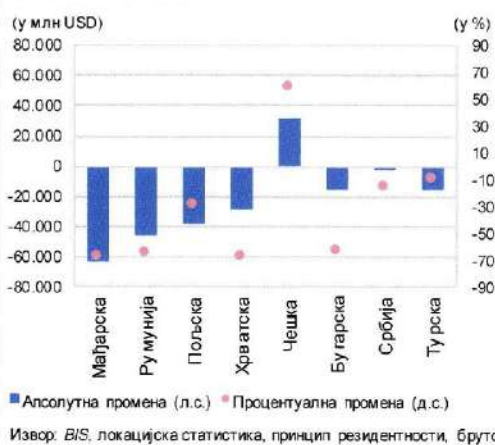 (у млн USD) (у %)
80.000 90
60.000 70
40.000 50
20.000 30
0 10
-20.000 -10
-40.000 -30
-60.000 -50
-80.000 -70
-90
Мађарска Румунија Пољска Хрватска Чешка Бугарска Србија Турска
Апсолутна промена (л.с.) Процентуална промена (д.с.)
Извор: BIS, локацијска статистика, принцип резидентности, бруто